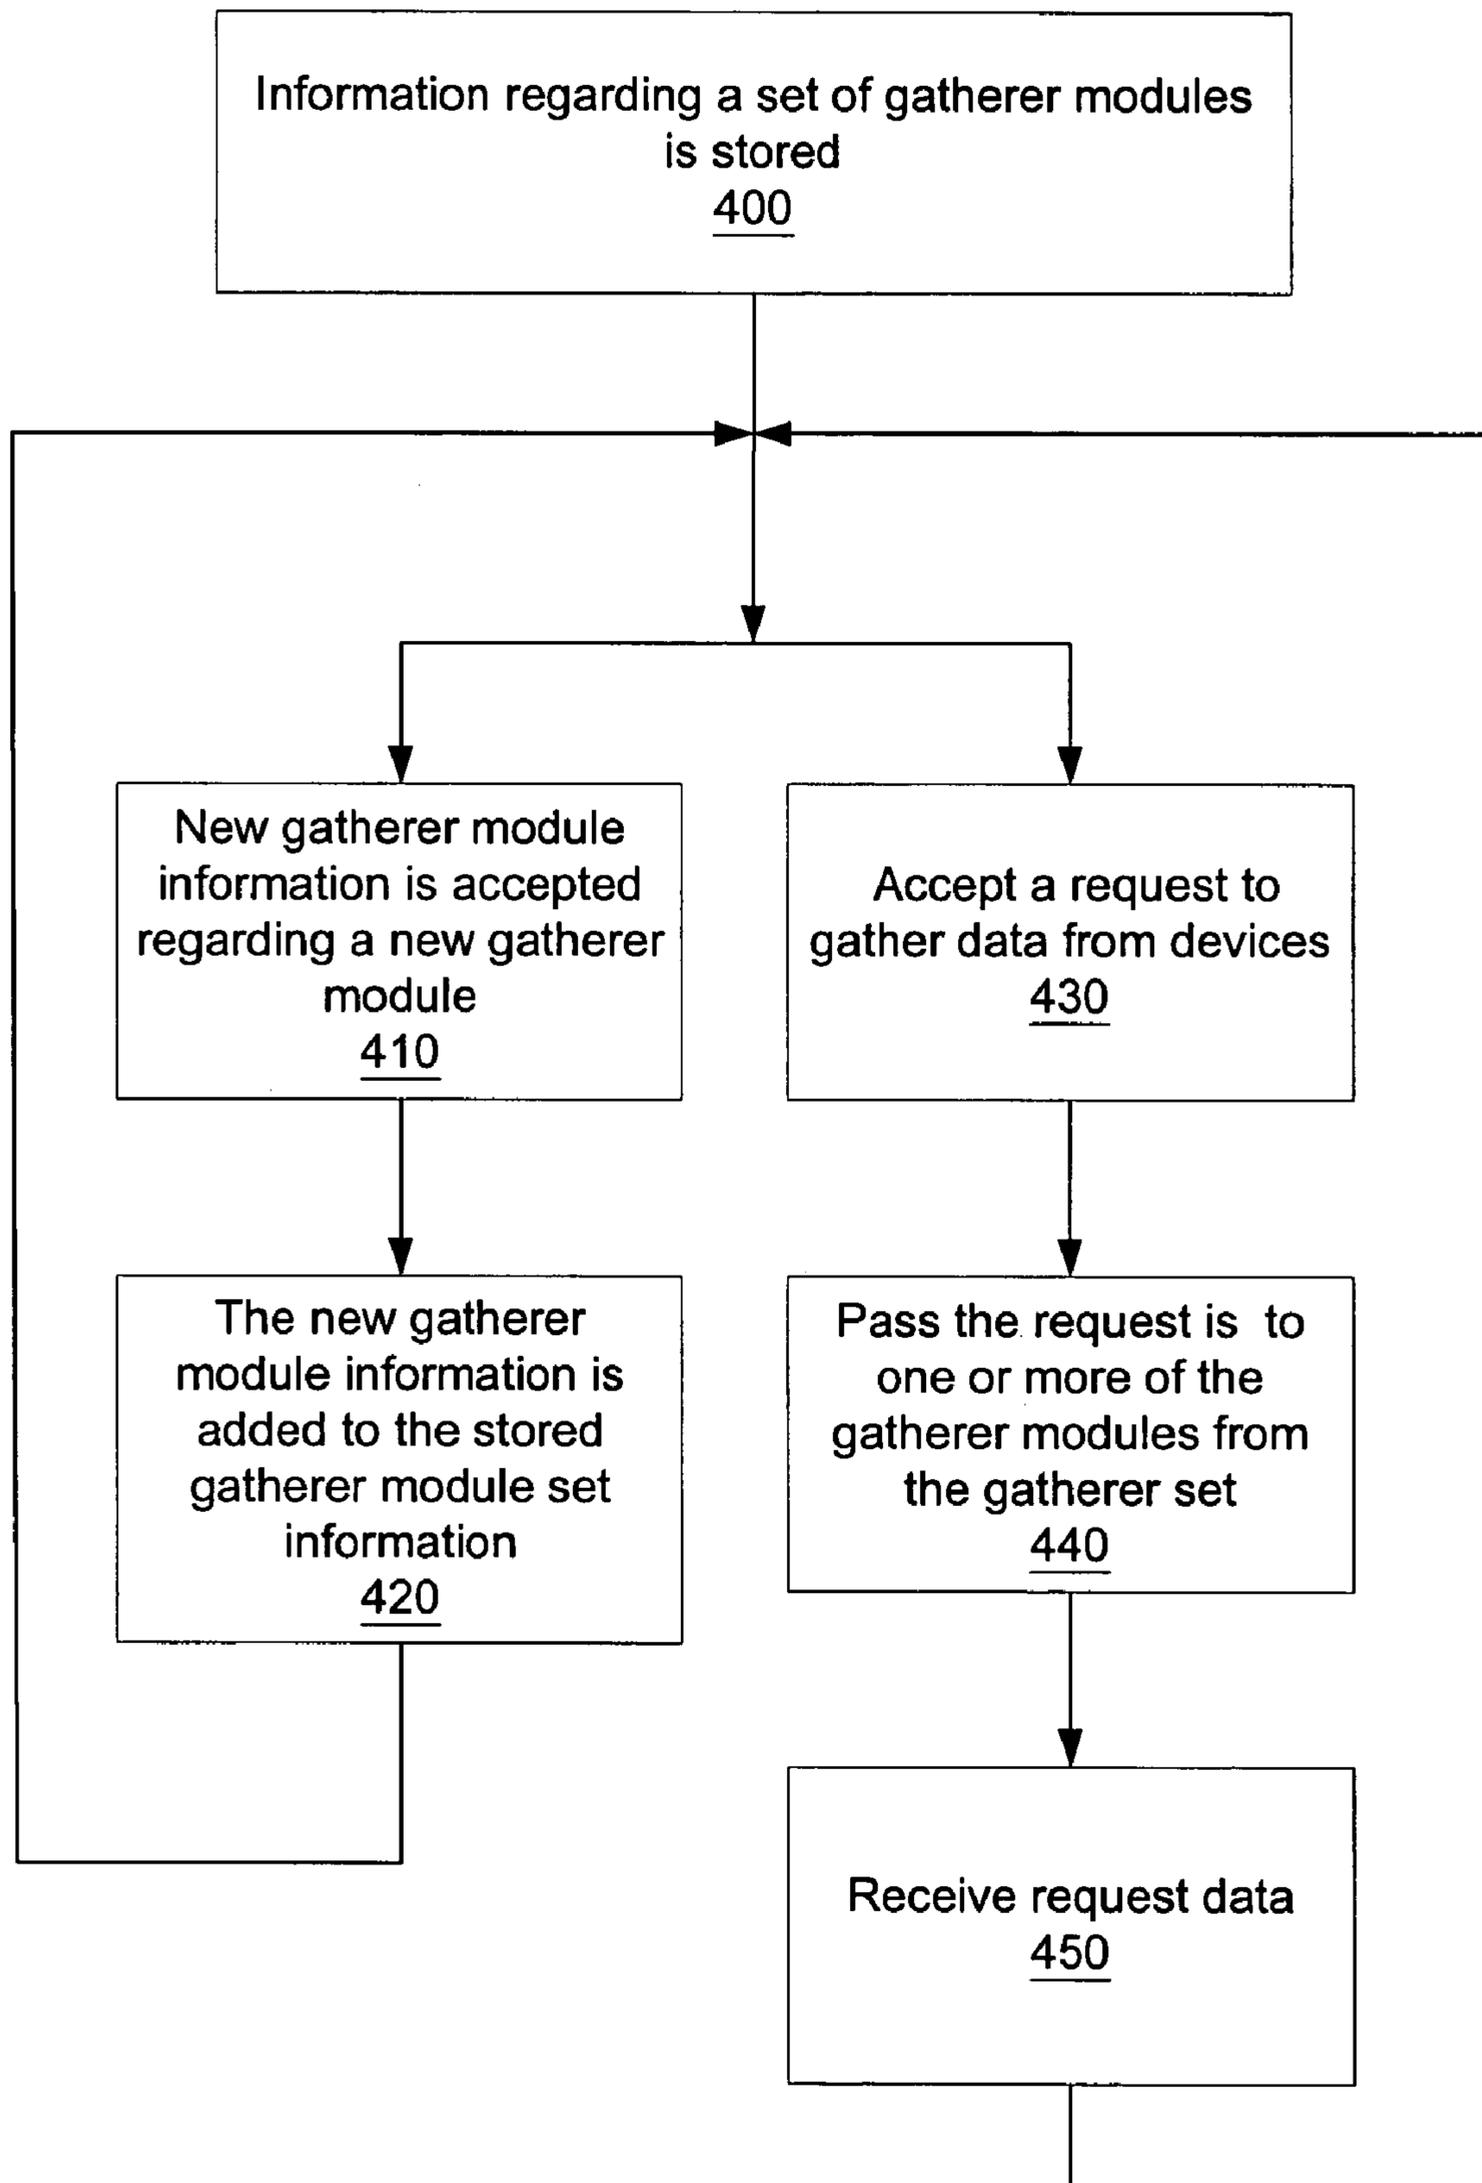 Information regarding a set of gatherer modules
is stored
400
New gatherer module
information is accepted
regarding a new gatherer
module
410
Accept a request to
gather data from devices
430
The new gatherer
module information is
added to the stored
gatherer module set
information
420
Pass the request is to
one or more of the
gatherer modules from
the gatherer set
440
Receive request data
450